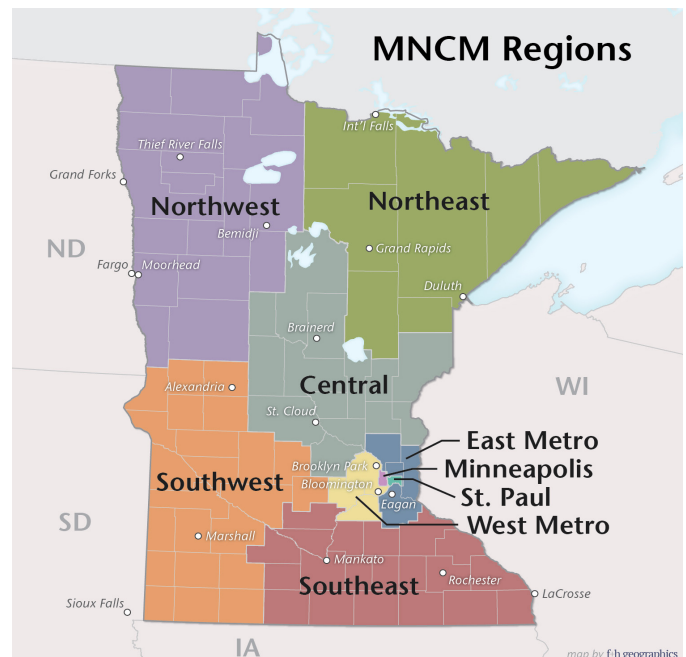 MNCM Regions
Int'l Falls
Thief River Falls
Grand Forks
Northwest
Northeast
Bemidji
ND
Grand Rapids
Fargo
Moorhead
Duluth
Brainerd
Central
WI
Alexandria
St. Cloud
East Metro
Brooklyn Park
Minneapolis
Southwest
Bloomington
St. Paul
Eagan
West Metro
SD
Marshall
Mankato
Southeast
Rochester
LaCrosse
Sioux Falls
IA
map by f·h geographics